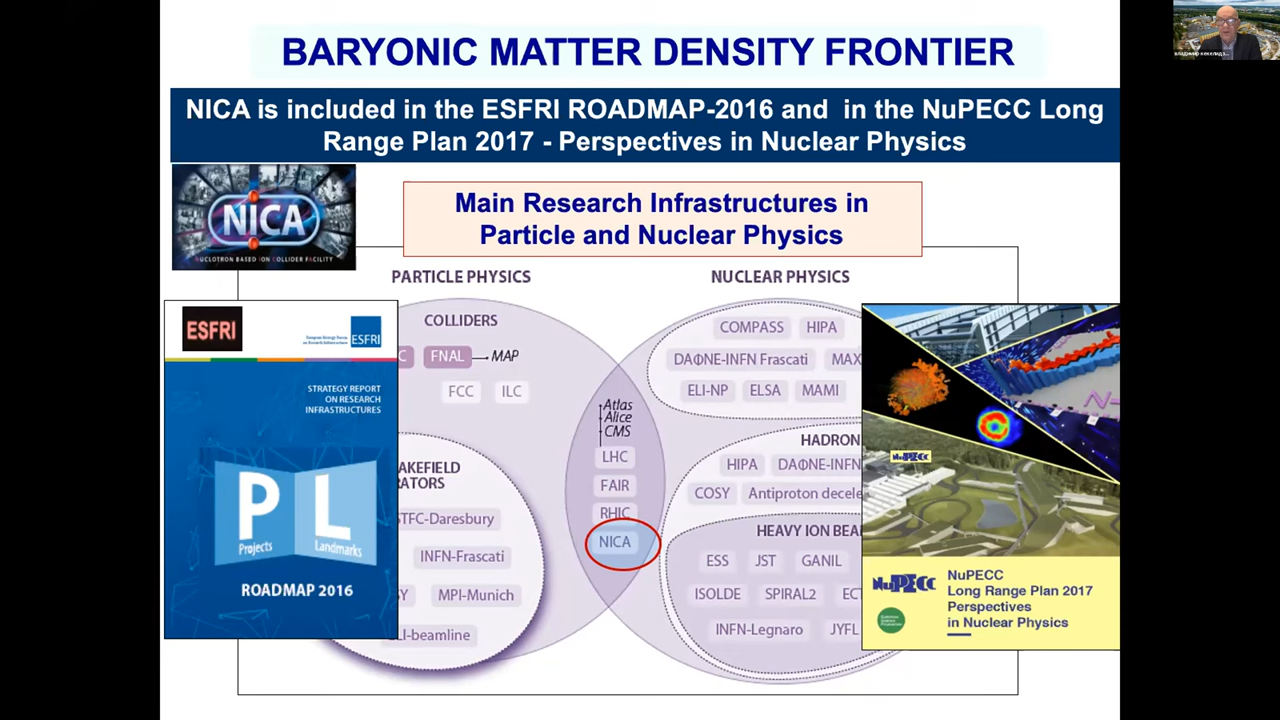 BARYONIC MATTER DENSITY FRONTIER
NICA is included in the ESFRI ROADMAP-2016 and in the NuPECC Long
Range Plan 2017 - Perspectives in Nuclear Physics
NICA
NUCLOTRON BASED ION COLLIDER FACILITY
Main Research Infrastructures in
Particle and Nuclear Physics
PARTICLE PHYSICS
NUCLEAR PHYSICS
COLLIDERS
C FNAL MAP
FCC ILC
AKEFIELD
RATORS
STFC-Daresbury
INFN-Frascati
SY MPI-Munich
LI-beamline
Atlas
Alice
CMS
LHC
FAIR
RHIC
NICA
COMPASS HIPA
DAΦNE-INFN Frascati MAX
ELI-NP ELSA MAMI
HADRON
HIPA DAΦNE-INFN
COSY Antiproton decele
HEAVY ION BEA
ESS JST GANIL
ISOLDE SPIRAL2 ECT
INFN-Legnaro JYFL
ESFRI
ESFRI
STRATEGY REPORT
ON RESEARCH
INFRASTRUCTURES
P L
Projects Landmarks
ROADMAP 2016
NuPECC
NuPECC
NuPECC
Long Range Plan 2017
Perspectives
in Nuclear Physics